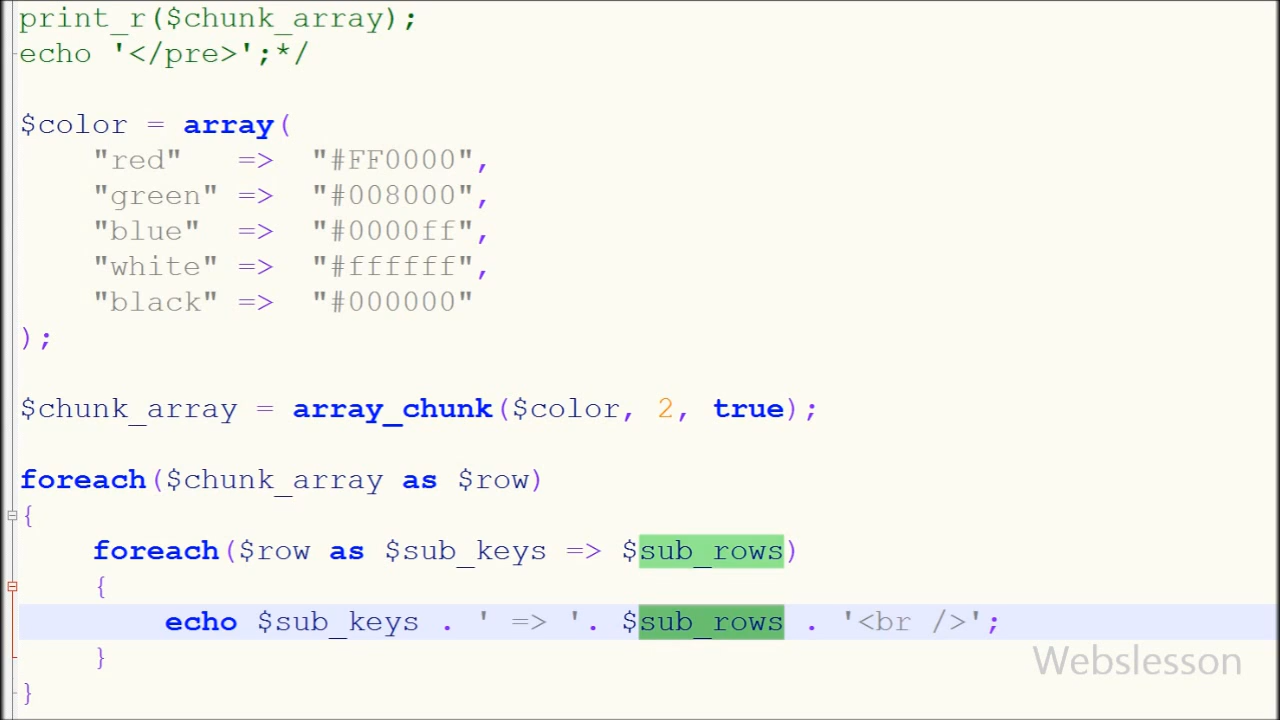 print_r($chunk_array);
echo '</pre>';*/
$color = array(
"red" => "#FF0000",
"green" => "#008000",
"blue" => "#0000ff",
"white" => "#ffffff",
"black" => "#000000"
);
$chunk_array = array_chunk($color, 2, true);
foreach($chunk_array as $row)
{
foreach($row as $sub_keys => $sub_rows)
{
echo $sub_keys . ' => '. $sub_rows . '<br />';
}
Webslesson
}